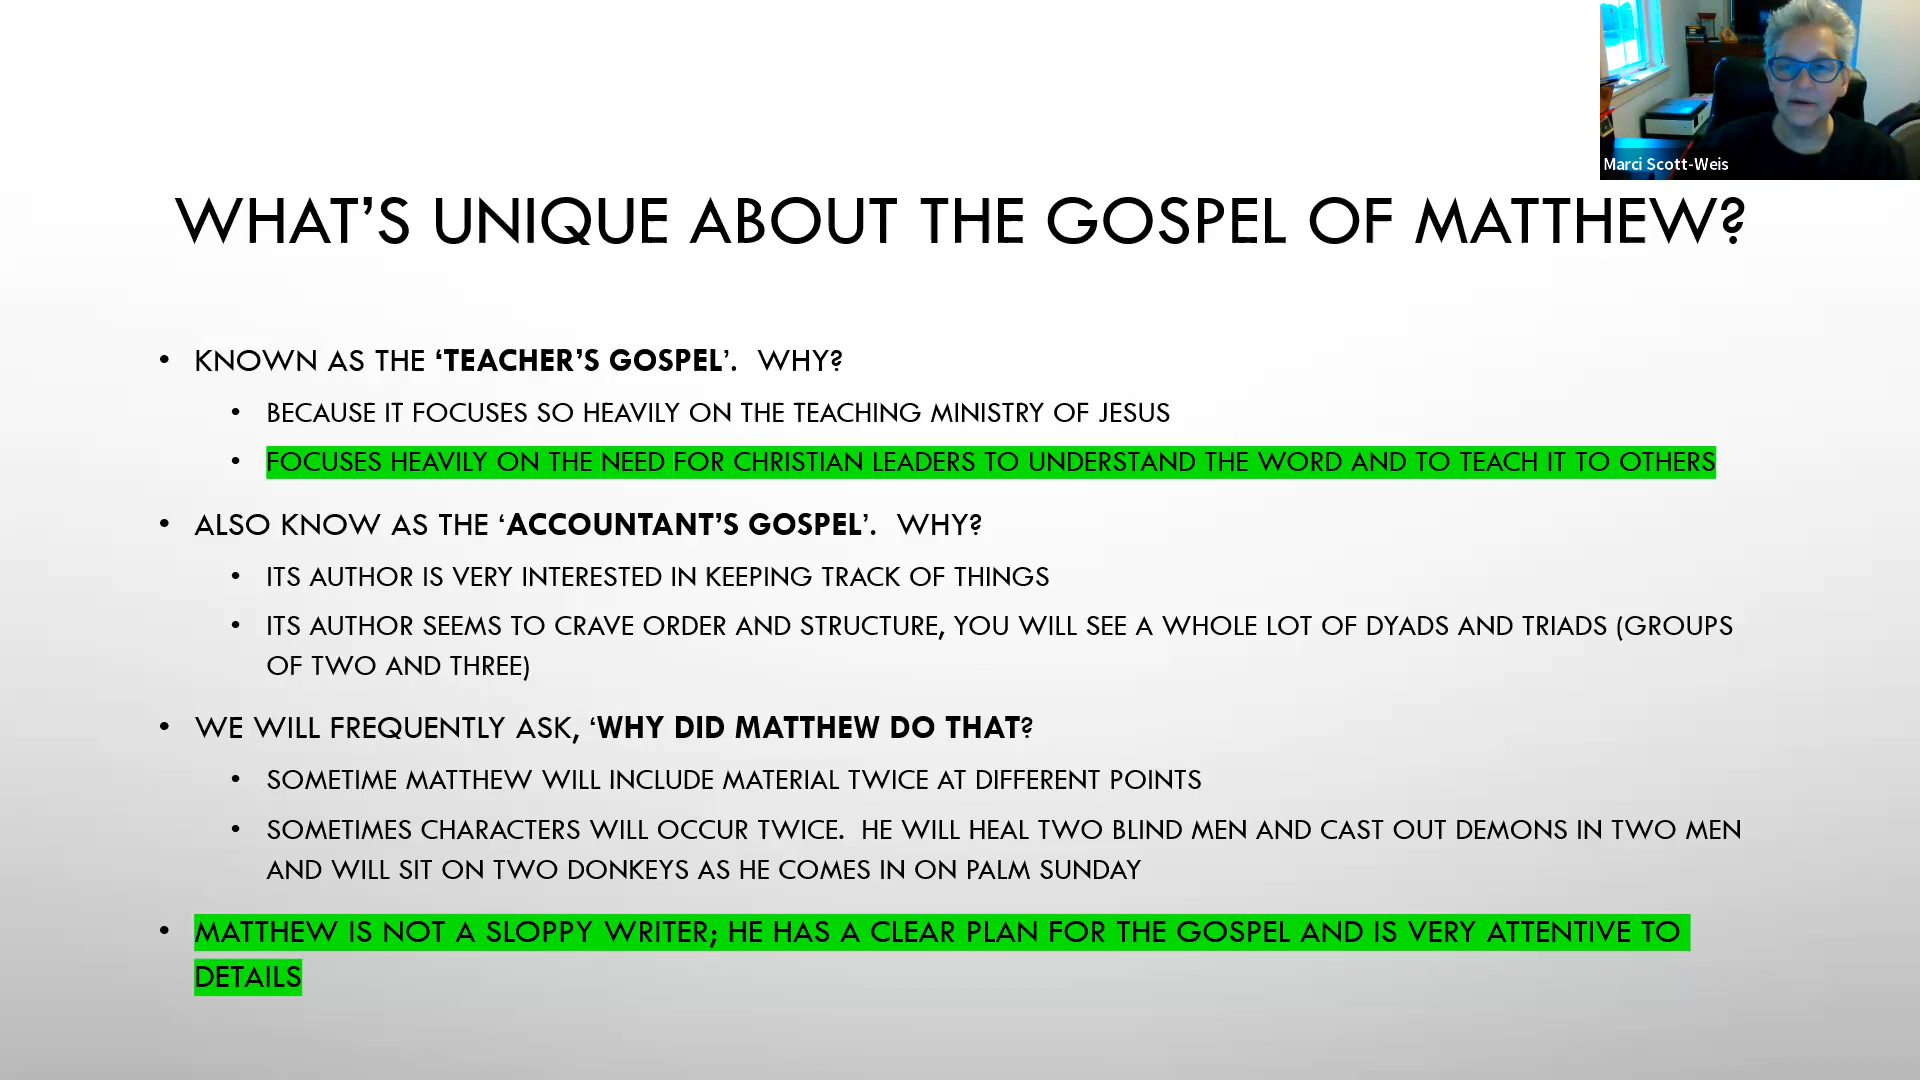 Marci Scott-Weis
WHAT’S UNIQUE ABOUT THE GOSPEL OF MATTHEW?
• KNOWN AS THE ‘TEACHER’S GOSPEL’.  WHY?
• BECAUSE IT FOCUSES SO HEAVILY ON THE TEACHING MINISTRY OF JESUS
• FOCUSES HEAVILY ON THE NEED FOR CHRISTIAN LEADERS TO UNDERSTAND THE WORD AND TO TEACH IT TO OTHERS
• ALSO KNOW AS THE ‘ACCOUNTANT’S GOSPEL’.  WHY?
• ITS AUTHOR IS VERY INTERESTED IN KEEPING TRACK OF THINGS
• ITS AUTHOR SEEMS TO CRAVE ORDER AND STRUCTURE, YOU WILL SEE A WHOLE LOT OF DYADS AND TRIADS (GROUPS
OF TWO AND THREE)
• WE WILL FREQUENTLY ASK, ‘WHY DID MATTHEW DO THAT?
• SOMETIME MATTHEW WILL INCLUDE MATERIAL TWICE AT DIFFERENT POINTS
• SOMETIMES CHARACTERS WILL OCCUR TWICE.  HE WILL HEAL TWO BLIND MEN AND CAST OUT DEMONS IN TWO MEN
AND WILL SIT ON TWO DONKEYS AS HE COMES IN ON PALM SUNDAY
• MATTHEW IS NOT A SLOPPY WRITER; HE HAS A CLEAR PLAN FOR THE GOSPEL AND IS VERY ATTENTIVE TO
DETAILS